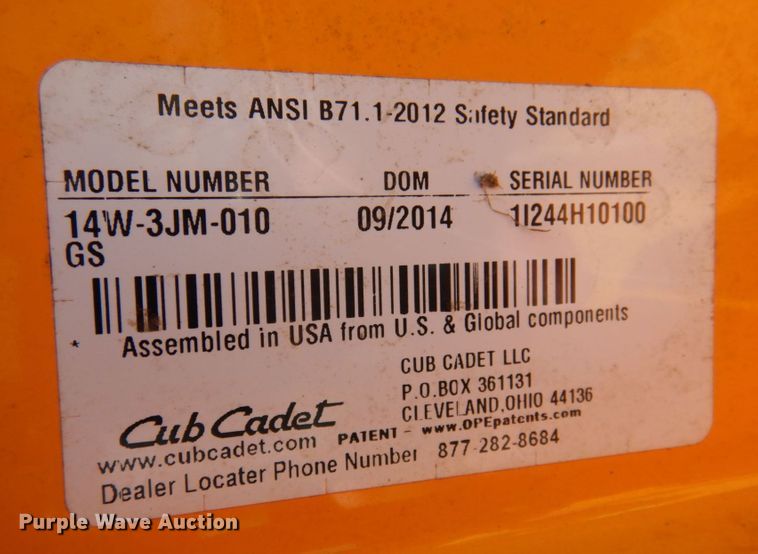 Meets ANSI B71.1-2012 Safety Standard
MODEL NUMBER DOM SERIAL NUMBER
14W-3JM-010 09/2014 1I244H10100
GS
* Assembled in USA from U.S. & Global components
CUB CADET LLC
P.O.BOX 361131
CLEVELAND,OHIO 44136
Cub Cadet
PATENT - www.OPEpatents.com
www.cubcadet.com
Dealer Locater Phone Number 877-282-8684
Purple Wave Auction